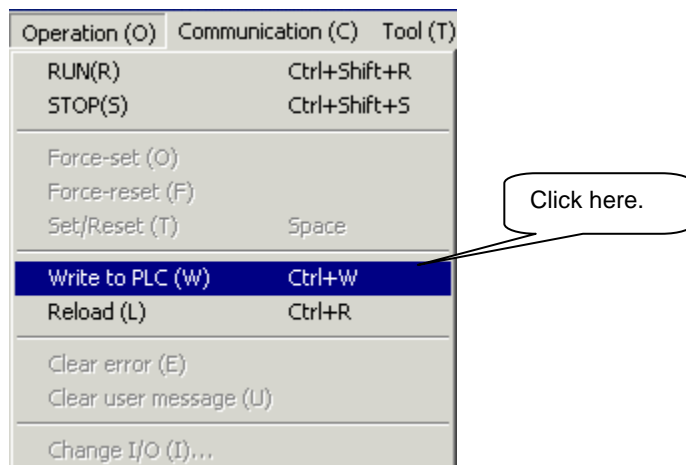 Operation (O) Communication (C) Tool (T)
RUN(R) Ctrl+Shift+R
STOP(S) Ctrl+Shift+S
Force-set (O)
Force-reset (F)
Set/Reset (T) Space
Click here.
Write to PLC (W) Ctrl+W
Reload (L) Ctrl+R
Clear error (E)
Clear user message (U)
Change I/O (I)...